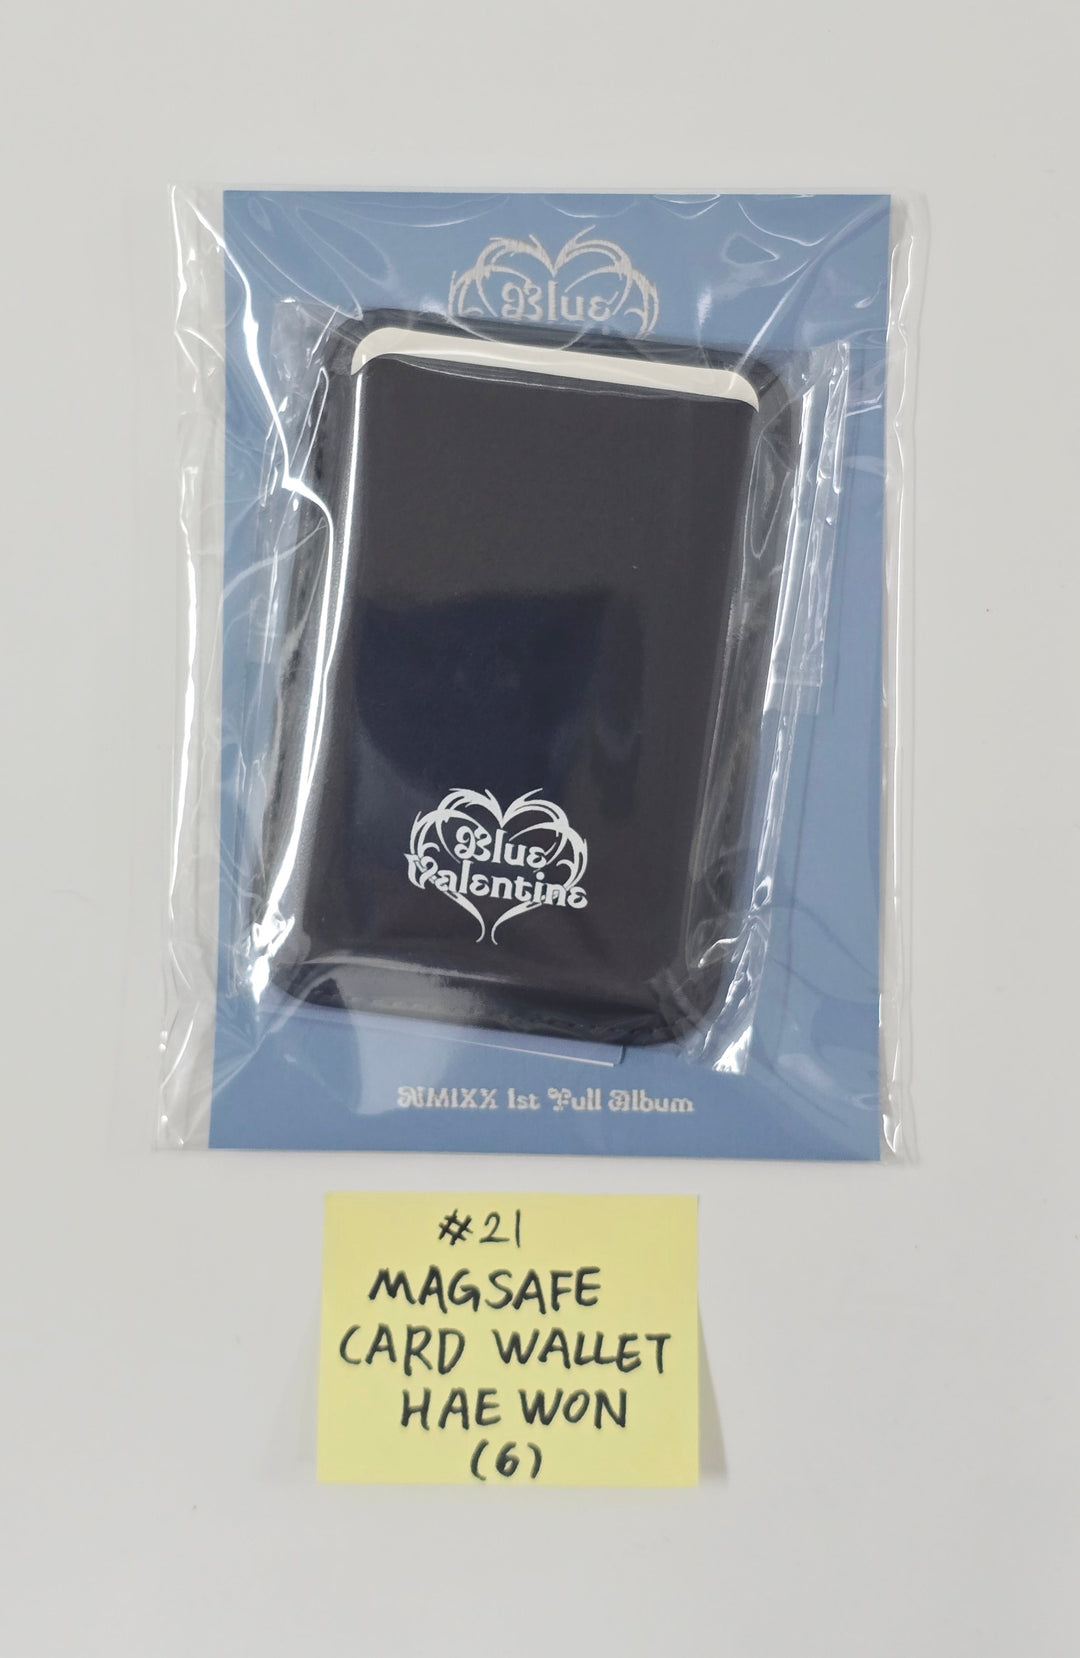 Blue
Blue
Valentine
NMIXX 1st Full Album
#21
MAGSAFE
CARD WALLET
HAE WON
(6)